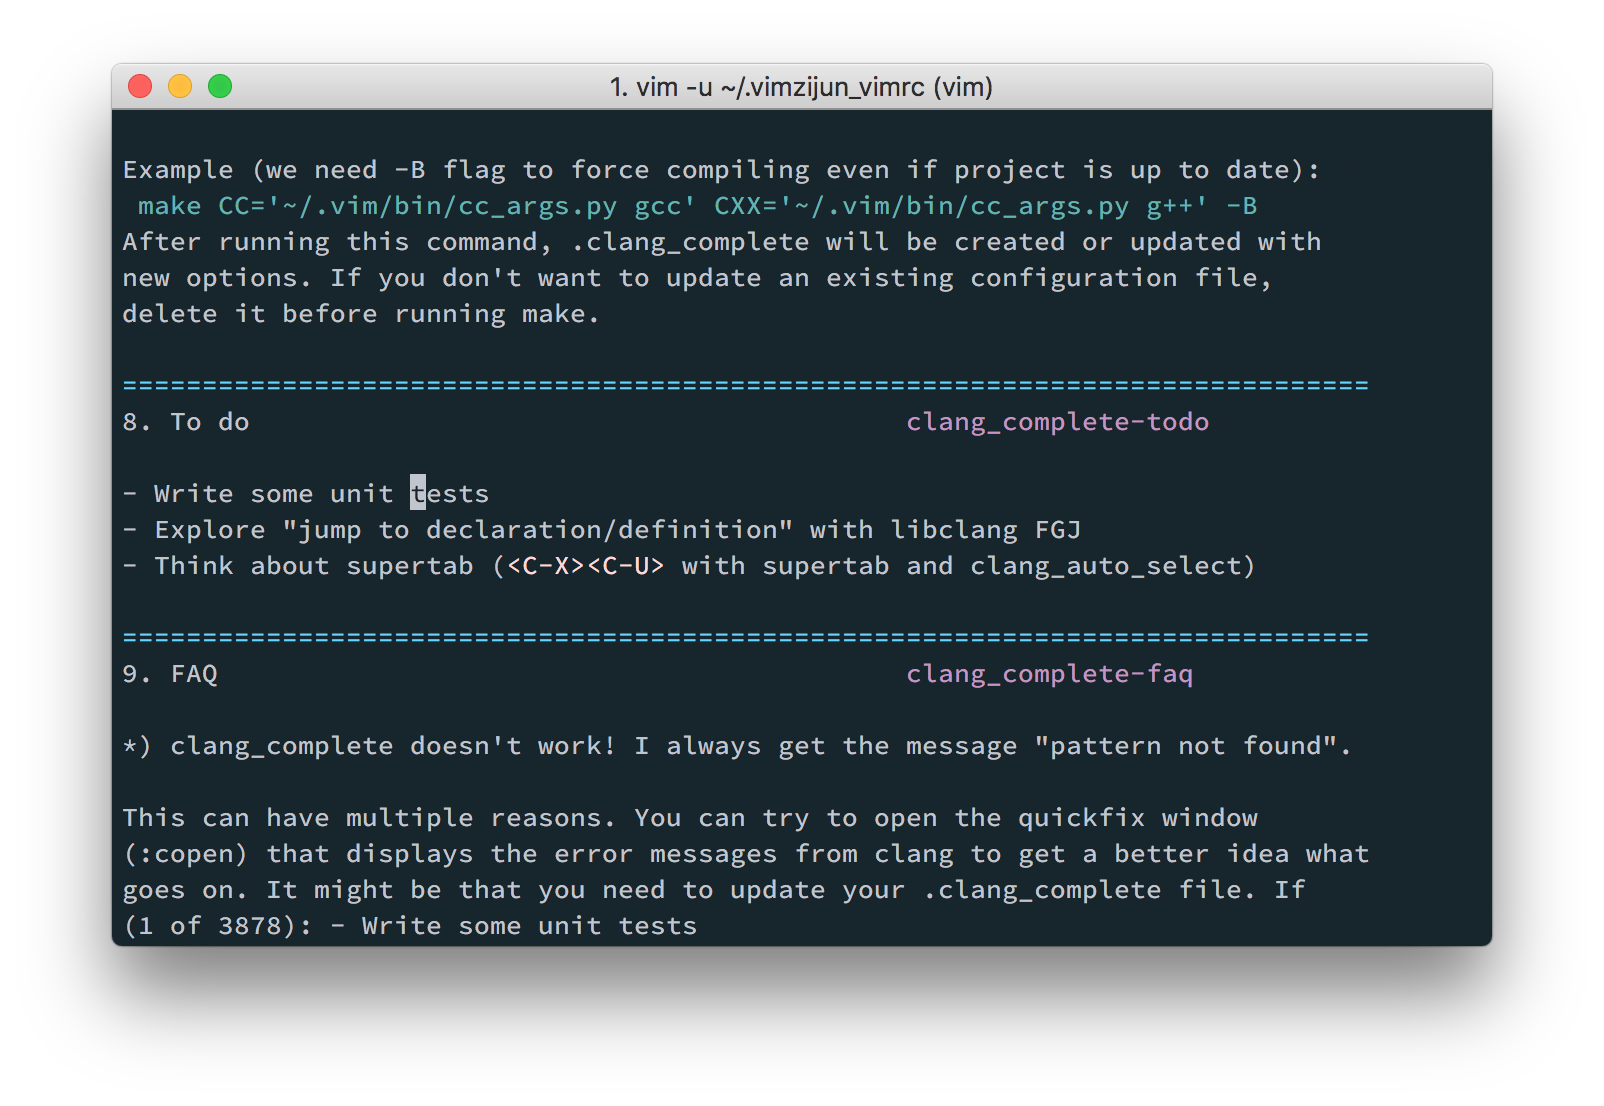 1. vim -u ~/.vimzijun_vimrc (vim)
Example (we need -B flag to force compiling even if project is up to date):
 make CC='~/.vim/bin/cc_args.py gcc' CXX='~/.vim/bin/cc_args.py g++' -B
After running this command, .clang_complete will be created or updated with
new options. If you don't want to update an existing configuration file,
delete it before running make.
==============================================================================
8. To do                                         clang_complete-todo
- Write some unit tests
- Explore "jump to declaration/definition" with libclang FGJ
- Think about supertab (<C-X><C-U> with supertab and clang_auto_select)
==============================================================================
9. FAQ                                           clang_complete-faq
*) clang_complete doesn't work! I always get the message "pattern not found".
This can have multiple reasons. You can try to open the quickfix window
(:copen) that displays the error messages from clang to get a better idea what
goes on. It might be that you need to update your .clang_complete file. If
(1 of 3878): - Write some unit tests